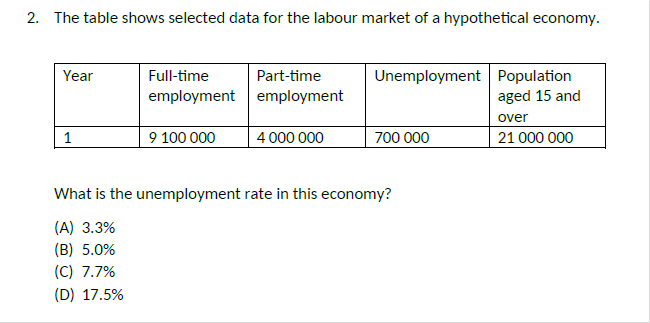 2. The table shows selected data for the labour market of a hypothetical economy.
Year Full-time Part-time Unemployment Population
employment employment aged 15 and
over
1 9 100 000 4 000 000 700 000 21 000 000
What is the unemployment rate in this economy?
(A) 3.3%
(B) 5.0%
(C) 7.7%
(D) 17.5%